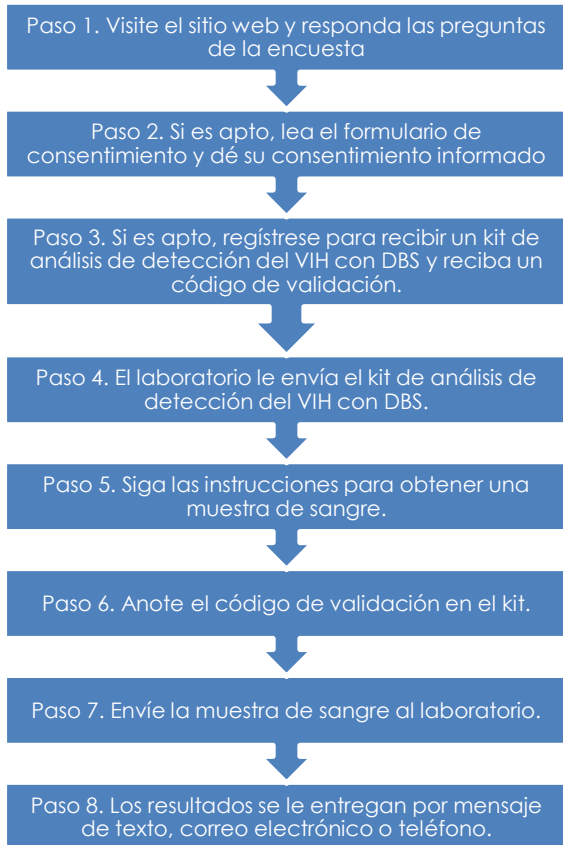 Paso 1. Visite el sitio web y responda las preguntas
de la encuesta
Paso 2. Si es apto, lea el formulario de
consentimiento y dé su consentimiento informado
Paso 3. Si es apto, regístrese para recibir un kit de
análisis de detección del VIH con DBS y reciba un
código de validación.
Paso 4. El laboratorio le envía el kit de análisis de
detección del VIH con DBS.
Paso 5. Siga las instrucciones para obtener una
muestra de sangre.
Paso 6. Anote el código de validación en el kit.
Paso 7. Envíe la muestra de sangre al laboratorio.
Paso 8. Los resultados se le entregan por mensaje
de texto, correo electrónico o teléfono.